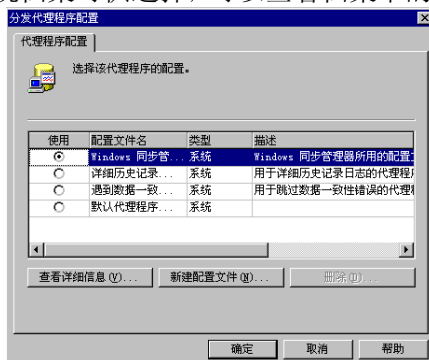 分发代理程序配置
代理程序配置
选择该代理程序的配置。
使用 配置文件名 类型 描述
Windows 同步管... 系统 Windows 同步管理器所用的配置
详细历史记录... 系统 用于详细历史记录日志的代理程
遇到数据一致... 系统 用于跳过数据一致性错误的代理
默认代理程序... 系统
查看详细信息(V)... 新建配置文件(N)... 删除(D)...
确定 取消 帮助